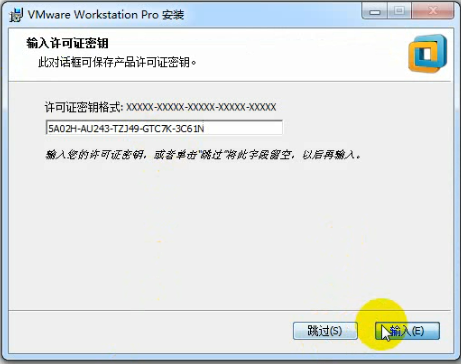 VMware Workstation Pro 安装
输入许可证密钥
此对话框可保存产品许可证密钥。
许可证密钥格式: XXXXX-XXXXX-XXXXX-XXXXX-XXXXX
5A02H-AU243-TZJ49-GTC7K-3C61N
输入您的许可证密钥，或者单击“跳过”将此字段留空，以后再输入。
跳过(S) 输入(E)